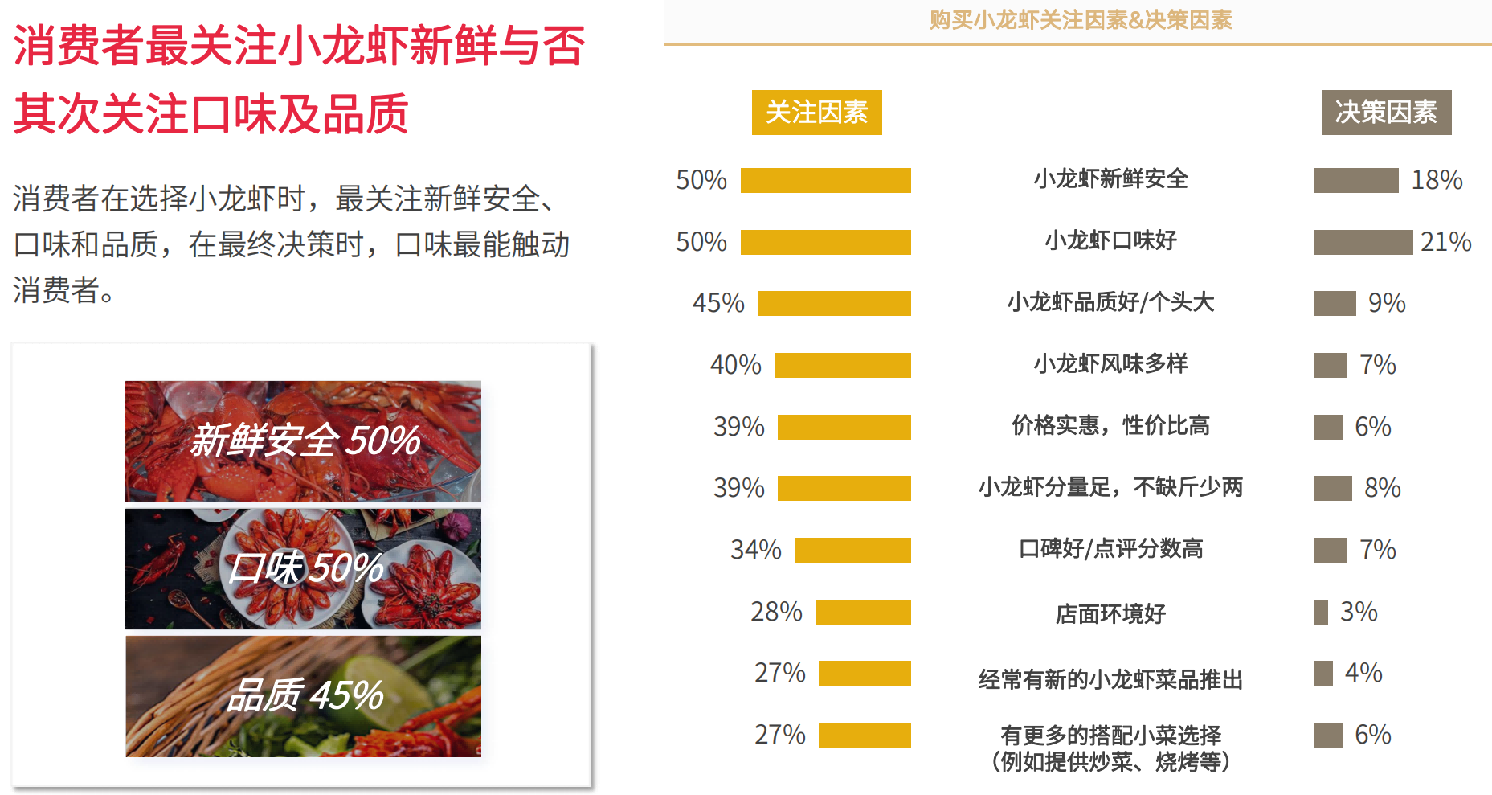 消费者最关注小龙虾新鲜与否
其次关注口味及品质
消费者在选择小龙虾时，最关注新鲜安全、
口味和品质，在最终决策时，口味最能触动
消费者。
新鲜安全 50%
口味 50%
品质 45%
购买小龙虾关注因素&决策因素
关注因素
决策因素
50% 小龙虾新鲜安全 18%
50% 小龙虾口味好 21%
45% 小龙虾品质好/个头大 9%
40% 小龙虾风味多样 7%
39% 价格实惠，性价比高 6%
39% 小龙虾分量足，不缺斤少两 8%
34% 口碑好/点评分数高 7%
28% 店面环境好 3%
27% 经常有新的小龙虾菜品推出 4%
27% 有更多的搭配小菜选择 6%
（例如提供炒菜、烧烤等）